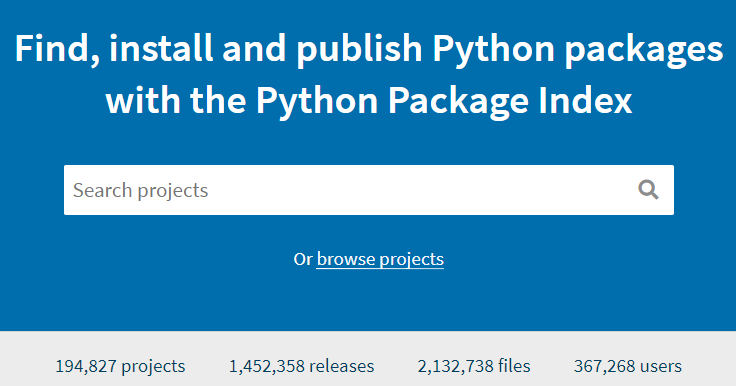 Find, install and publish Python packages
with the Python Package Index
Search projects
Or browse projects
194,827 projects 1,452,358 releases 2,132,738 files 367,268 users